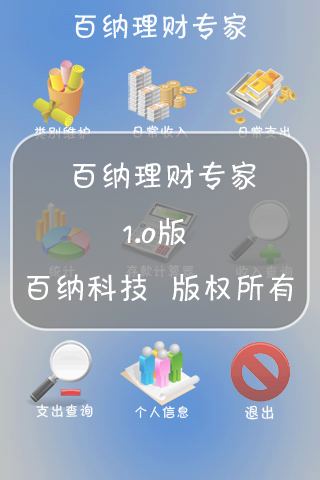 百纳理财专家
类别维护 日常收入 日常支出
百纳理财专家
1.0版
百纳科技 版权所有
统计 存款计算器 收入查询
支出查询 个人信息 退出